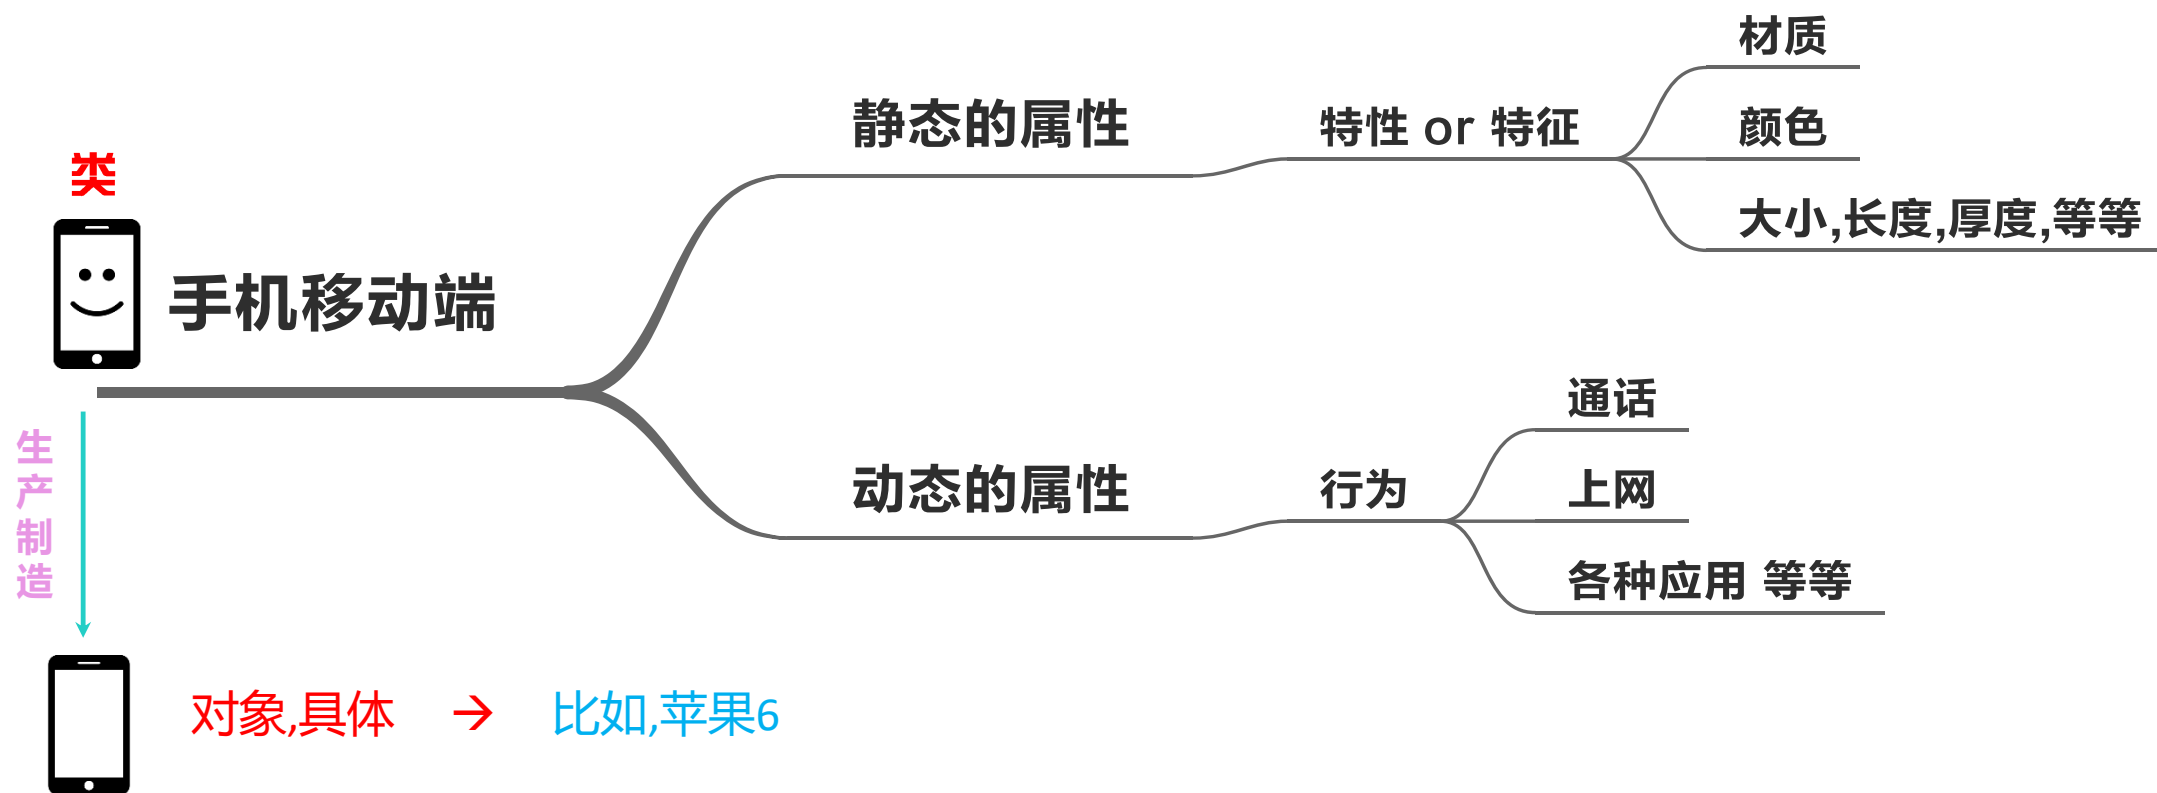 类
手机移动端
静态的属性
特性 or 特征
材质
颜色
大小,长度,厚度,等等
动态的属性
行为
通话
上网
各种应用 等等
生产制造
对象,具体 → 比如,苹果6